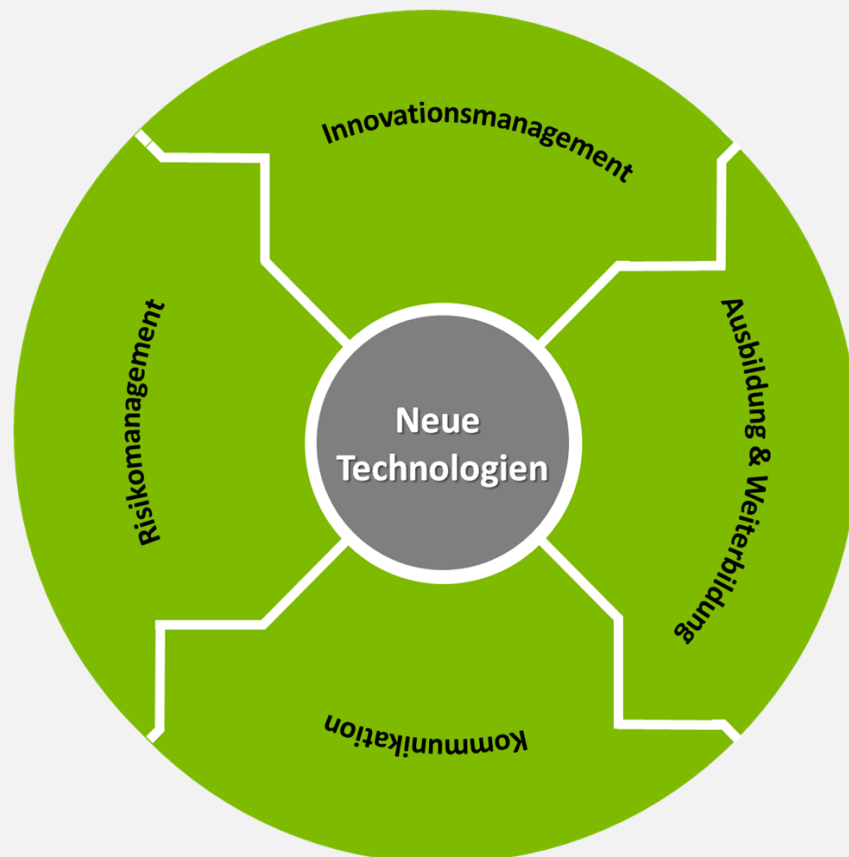 Innovationsmanagement
Ausbildung & Weiterbildung
Kommunikation
Risikomanagement
Neue
Technologien